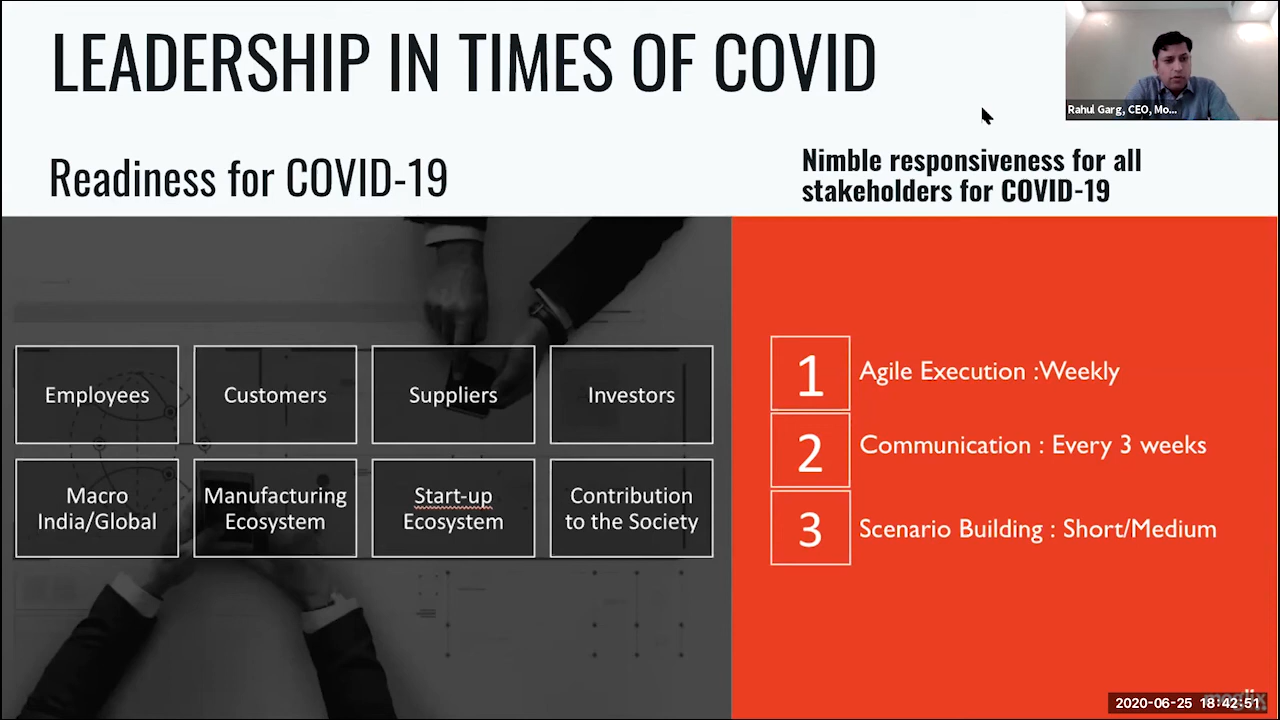 LEADERSHIP IN TIMES OF COVID
Rahul Garg, CEO, Mo...
Readiness for COVID-19
Nimble responsiveness for all
stakeholders for COVID-19
Employees
Customers
Suppliers
Investors
Macro
India/Global
Manufacturing
Ecosystem
Start-up
Ecosystem
Contribution
to the Society
1 Agile Execution :Weekly
2 Communication : Every 3 weeks
3 Scenario Building : Short/Medium
2020-06-25 18:42:51